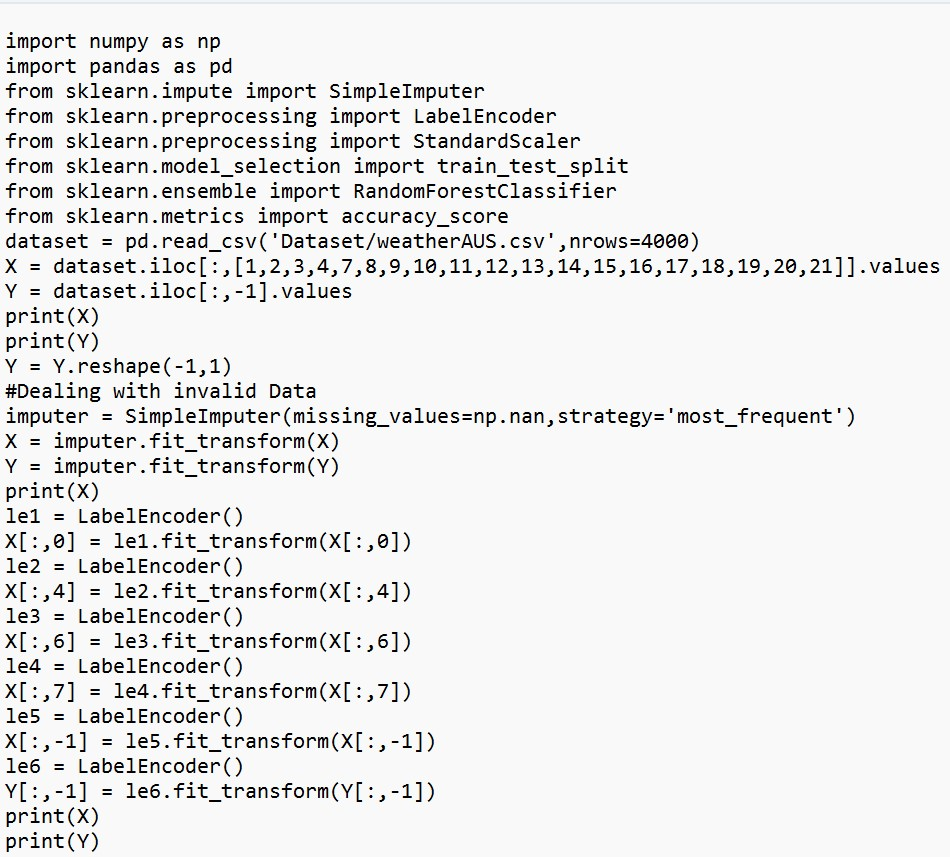 import numpy as np
import pandas as pd
from sklearn.impute import SimpleImputer
from sklearn.preprocessing import LabelEncoder
from sklearn.preprocessing import StandardScaler
from sklearn.model_selection import train_test_split
from sklearn.ensemble import RandomForestClassifier
from sklearn.metrics import accuracy_score
dataset = pd.read_csv('Dataset/weatherAUS.csv',nrows=4000)
X = dataset.iloc[:,[1,2,3,4,7,8,9,10,11,12,13,14,15,16,17,18,19,20,21]].values
Y = dataset.iloc[:,-1].values
print(X)
print(Y)
Y = Y.reshape(-1,1)
#Dealing with invalid Data
imputer = SimpleImputer(missing_values=np.nan,strategy='most_frequent')
X = imputer.fit_transform(X)
Y = imputer.fit_transform(Y)
print(X)
le1 = LabelEncoder()
X[:,0] = le1.fit_transform(X[:,0])
le2 = LabelEncoder()
X[:,4] = le2.fit_transform(X[:,4])
le3 = LabelEncoder()
X[:,6] = le3.fit_transform(X[:,6])
le4 = LabelEncoder()
X[:,7] = le4.fit_transform(X[:,7])
le5 = LabelEncoder()
X[:,-1] = le5.fit_transform(X[:,-1])
le6 = LabelEncoder()
Y[:,-1] = le6.fit_transform(Y[:,-1])
print(X)
print(Y)